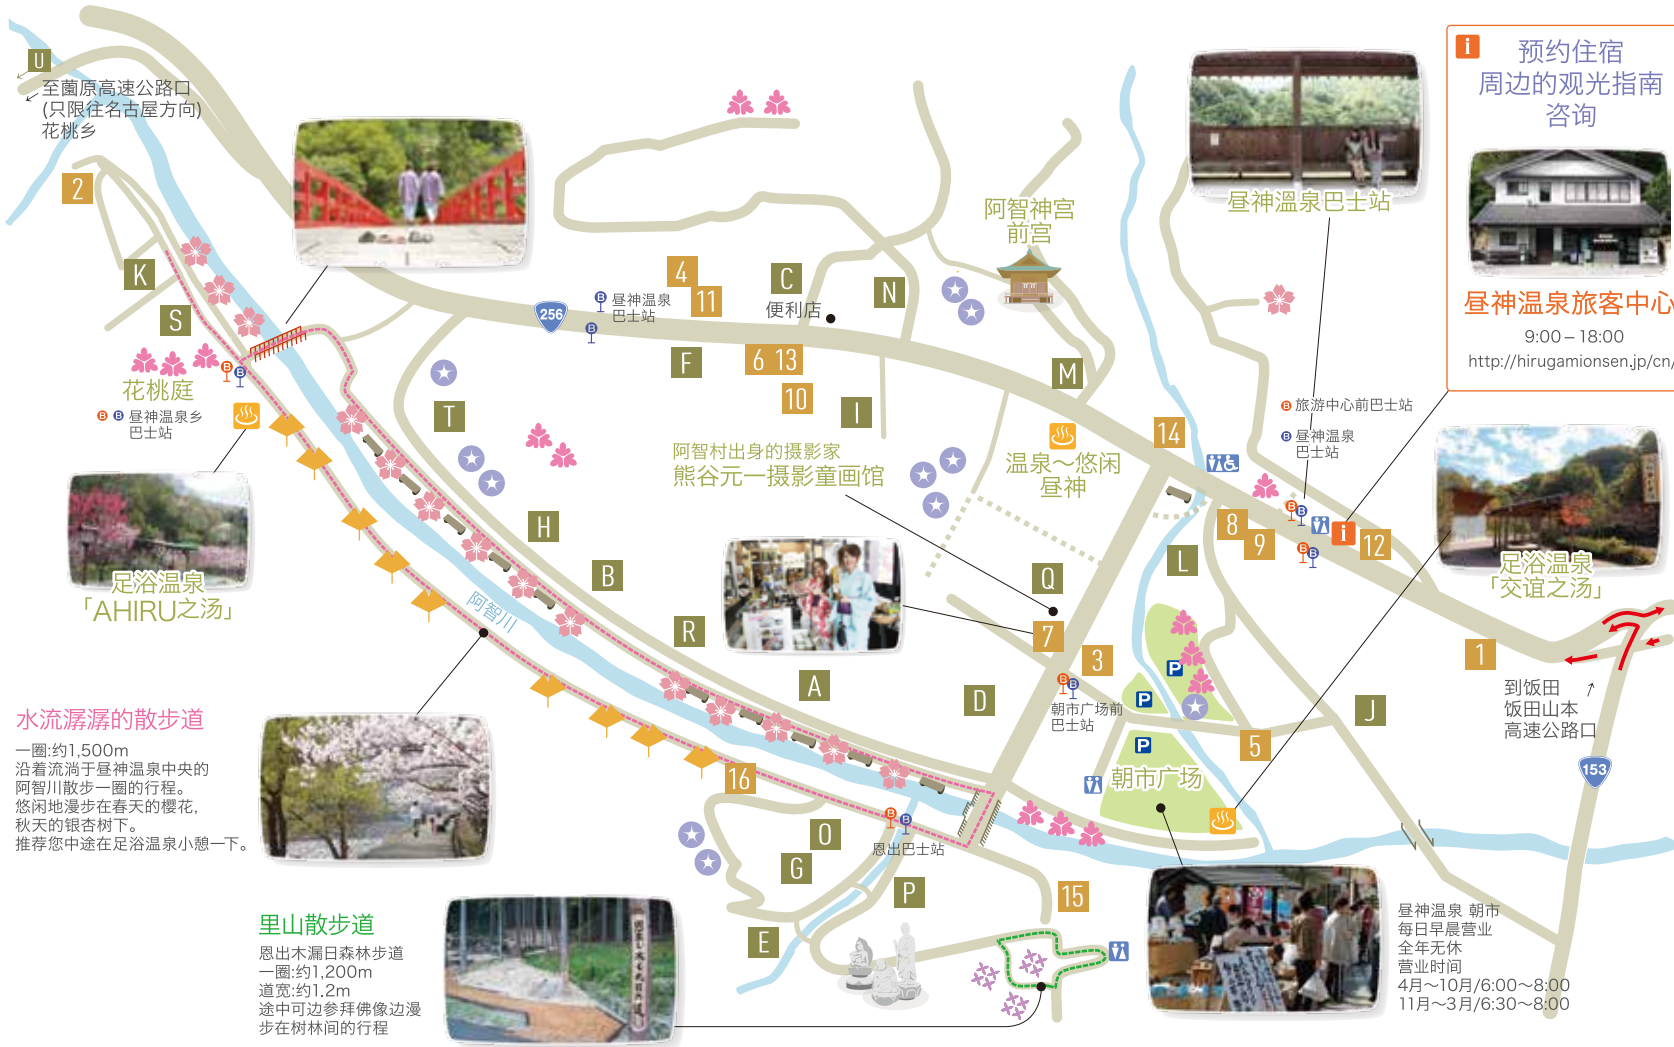 U
至薗原高速公路口
(只限往名古屋方向)
花桃乡
2
K
S
花桃庭
B B 昼神温泉乡
巴士站
足浴温泉
「AHIRU之汤」
256
B 昼神温泉
巴士站
4
11
C
便利店
N
F
6 13
10
I
T
H
B
R
A
阿智川
阿智神宫
前宫
M
昼神溫泉巴士站
i 预约住宿
周边的观光指南
咨询
昼神温泉旅客中心
9:00–18:00
http://hirugamionsen.jp/cn/
B 旅游中心前巴士站
B 昼神温泉
巴士站
14
8
9
i
12
L
温泉～悠闲
昼神
阿智村出身的摄影家
熊谷元一摄影童画馆
Q
7
3
D
B B
朝市广场前
巴士站
P
P
P
朝市广场
5
J
1
足浴温泉
「交谊之汤」
到饭田
饭田山本
高速公路口
153
水流潺潺的散步道
一圈:约1,500m
沿着流淌于昼神温泉中央的
阿智川散步一圈的行程。
悠闲地漫步在春天的樱花,
秋天的银杏树下。
推荐您中途在足浴温泉小憩一下。
16
O
G
E
P
B B
恩出巴士站
15
里山散步道
恩出木漏日森林步道
一圈:约1,200m
道宽:约1.2m
途中可边参拜佛像边漫
步在树林间的行程
昼神温泉 朝市
每日早晨营业
全年无休
营业时间
4月～10月/6:00～8:00
11月～3月/6:30～8:00